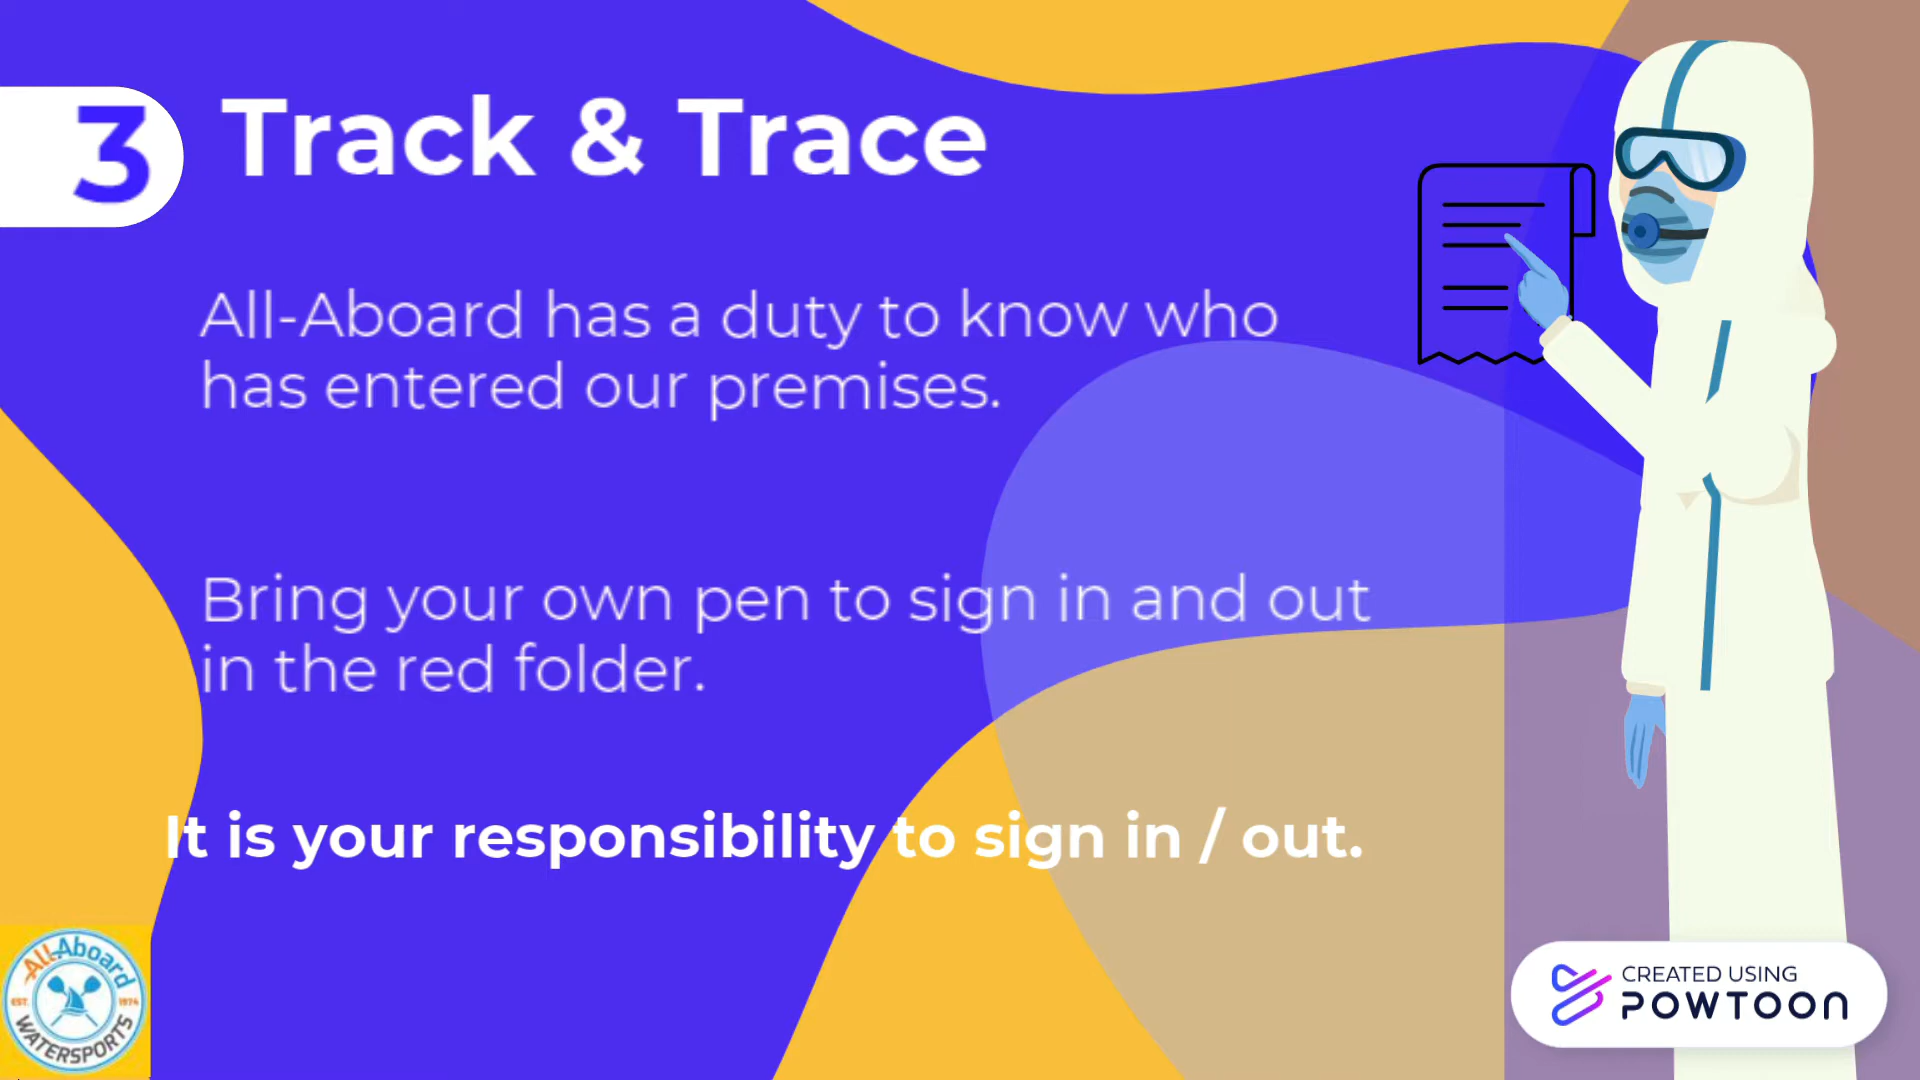 3
Track & Trace
All-Aboard has a duty to know who
has entered our premises.
Bring your own pen to sign in and out
in the red folder.
It is your responsibility to sign in / out.
All-Aboard
EST. 1974
WATERSPORTS
CREATED USING
POWTOON